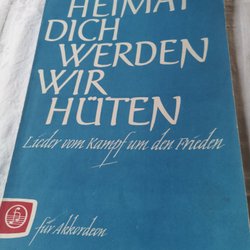 HEIMAT
DICH
WERDEN
WIR
HÜTEN
Lieder vom Kampf um den Frieden
für Akkordeon